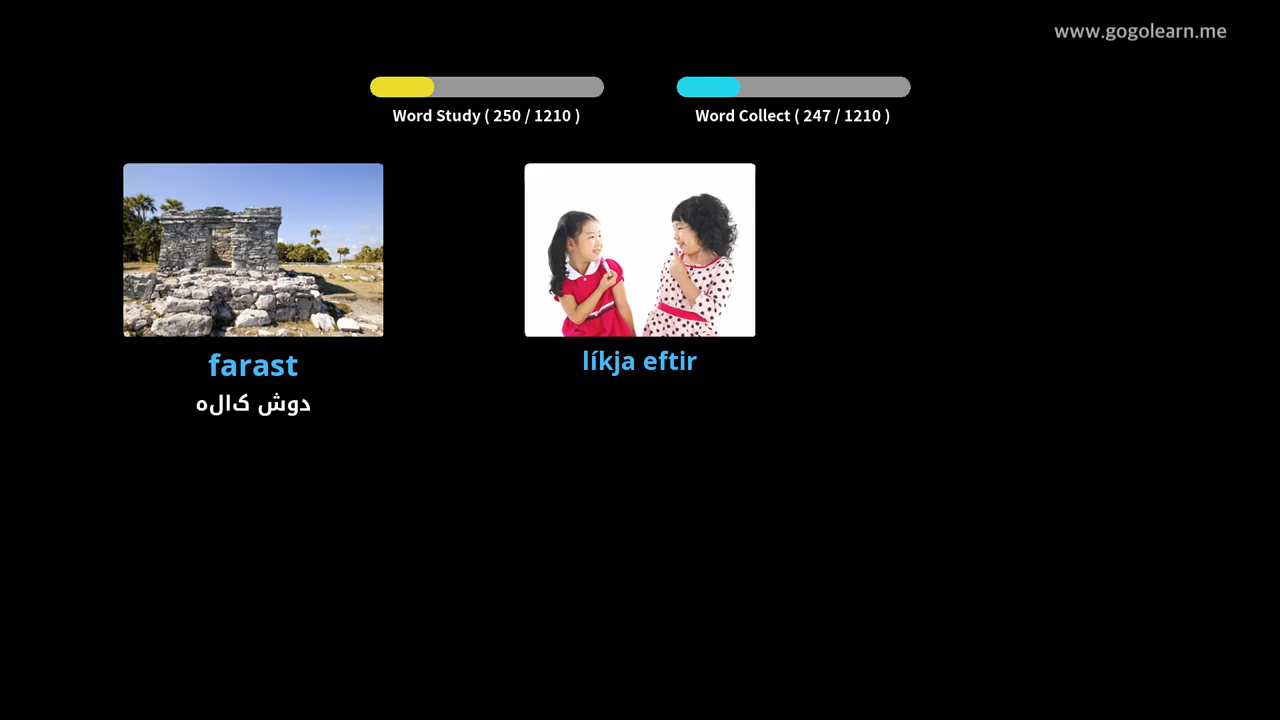 www.gogolearn.me
Word Study ( 250 / 1210 )
Word Collect ( 247 / 1210 )
farast
دوش کاله
líkja eftir